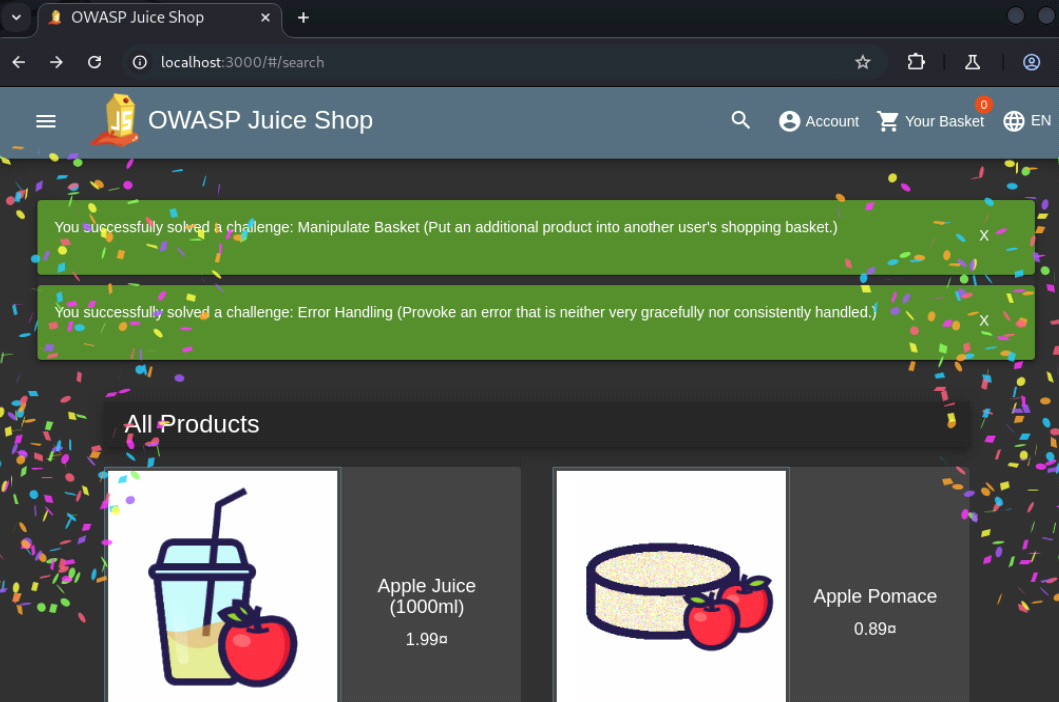 OWASP Juice Shop
localhost:3000/#/search
JS
OWASP Juice Shop
Account
0
Your Basket
EN
You successfully solved a challenge: Manipulate Basket (Put an additional product into another user's shopping basket.)
X
You successfully solved a challenge: Error Handling (Provoke an error that is neither very gracefully nor consistently handled.)
X
All Products
Apple Juice
(1000ml)
1.99¤
Apple Pomace
0.89¤